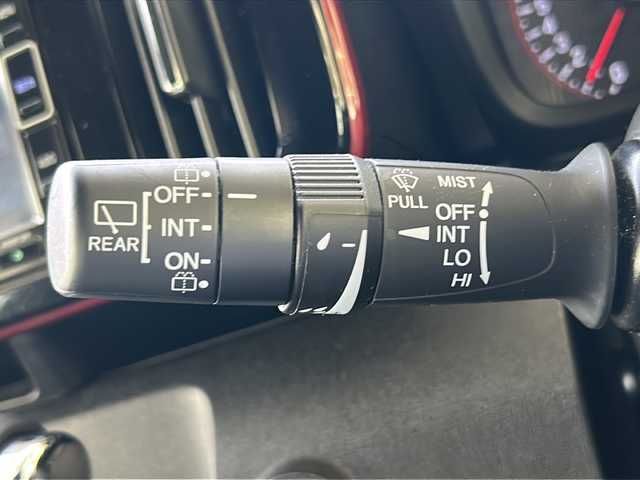 OFF
INT
ON
REAR
PULL
MIST
OFF
INT
LO
HI